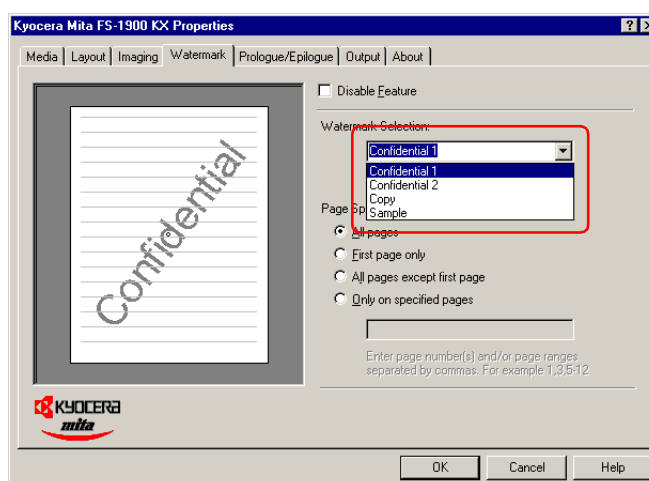 Kyocera Mita FS-1900 KX Properties
Media Layout Imaging Watermark Prologue/Epilogue Output About
Disable Feature
Watermark Selection:
Confidential 1
Confidential 1
Confidential 2
Copy
Sample
Page Sp
All pages
First page only
All pages except first page
Only on specified pages
Enter page number(s) and/or page ranges
separated by commas. For example 1,3,5-12
Confidential
KYOCERA
mita
OK Cancel Help